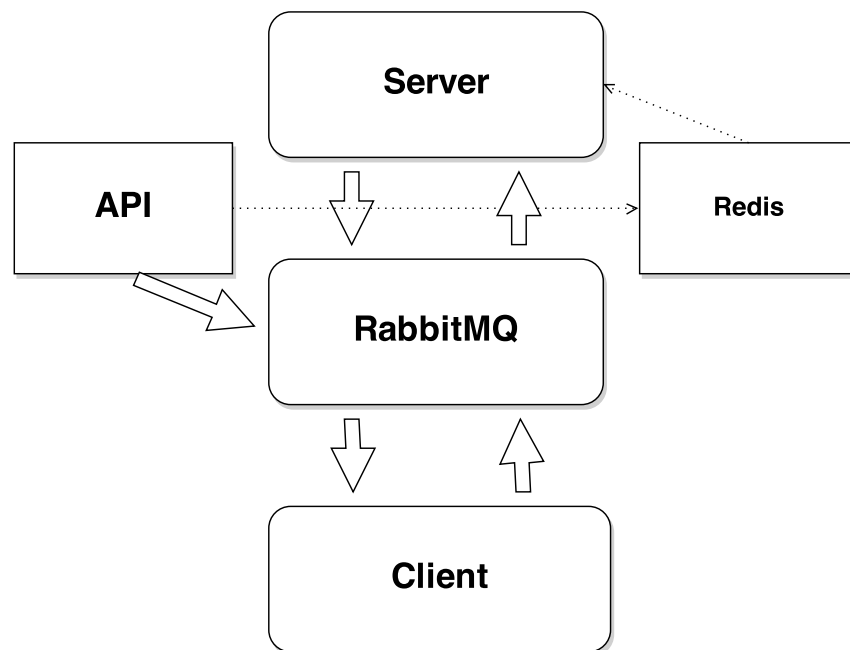 Server
API
Redis
RabbitMQ
Client